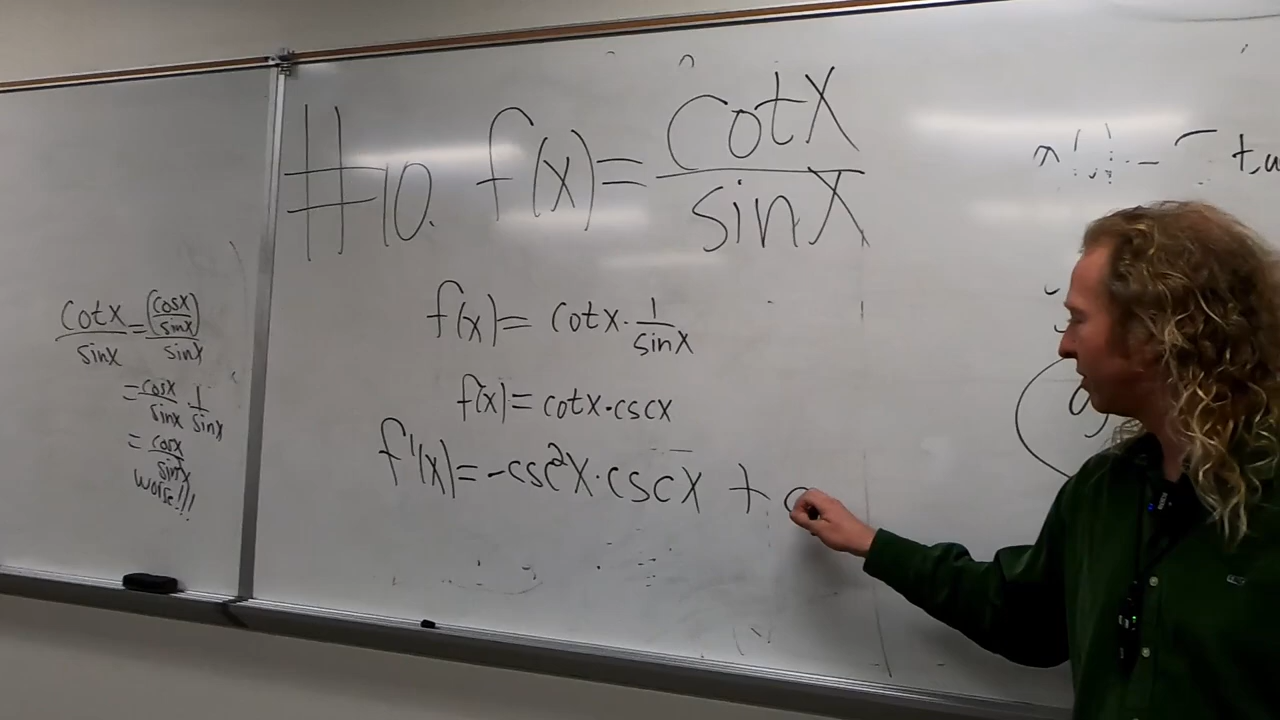 #10. f(x) = cotx / sinx
f(x) = cotx · 1/sinx
f(x) = cotx · cscx
f'(x) = -csc²x · cscx + c
cotx / sinx = (cosx/sinx) / sinx
= cosx/sinx · 1/sinx
= cosx/sin²x
worse!!!